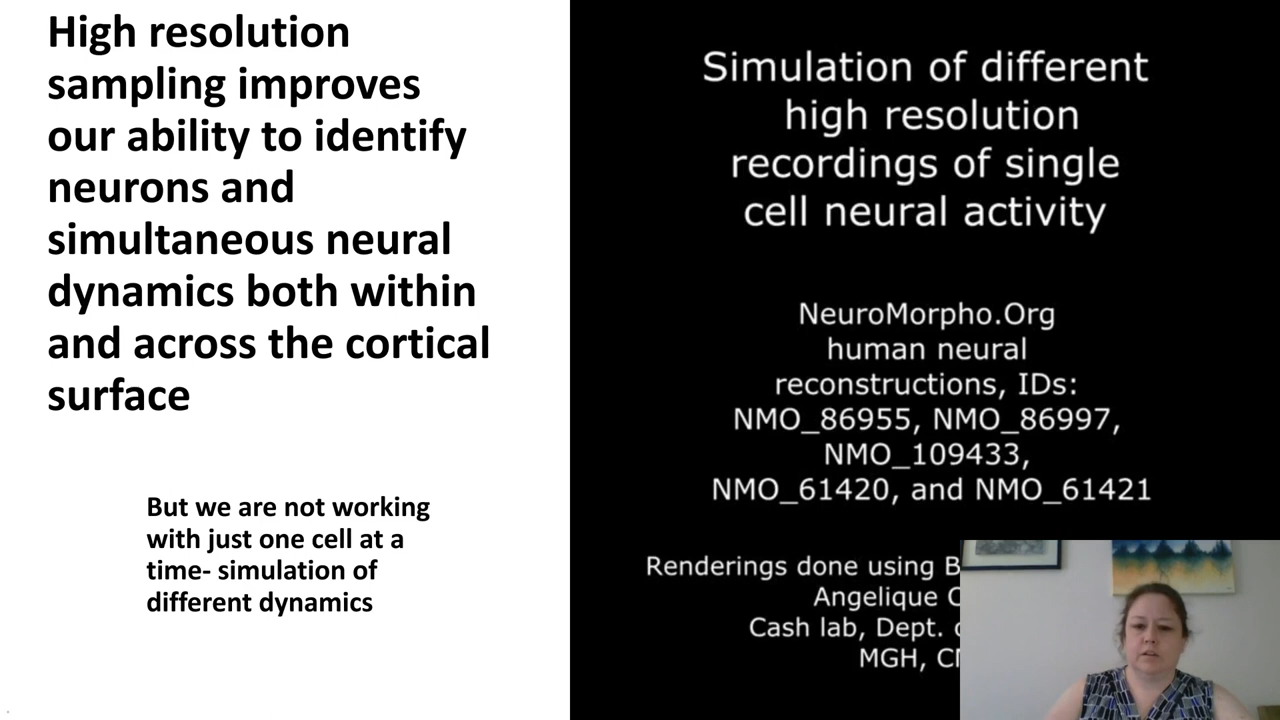 High resolution
sampling improves
our ability to identify
neurons and
simultaneous neural
dynamics both within
and across the cortical
surface
But we are not working
with just one cell at a
time- simulation of
different dynamics
Simulation of different
high resolution
recordings of single
cell neural activity
NeuroMorpho.Org
human neural
reconstructions, IDs:
NMO_86955, NMO_86997,
NMO_109433,
NMO_61420, and NMO_61421
Renderings done using
Angelique
Cash lab, Dept.
MGH,